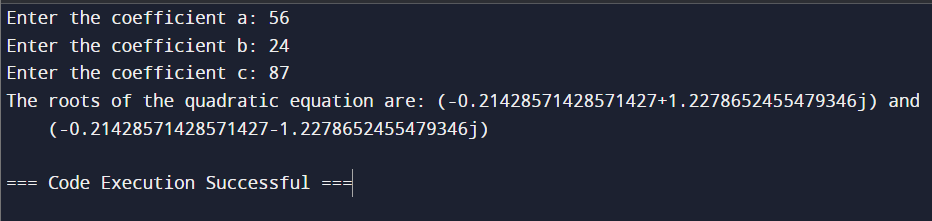 Enter the coefficient a: 56
Enter the coefficient b: 24
Enter the coefficient c: 87
The roots of the quadratic equation are: (-0.21428571428571427+1.2278652455479346j) and
(-0.21428571428571427-1.2278652455479346j)
=== Code Execution Successful ===